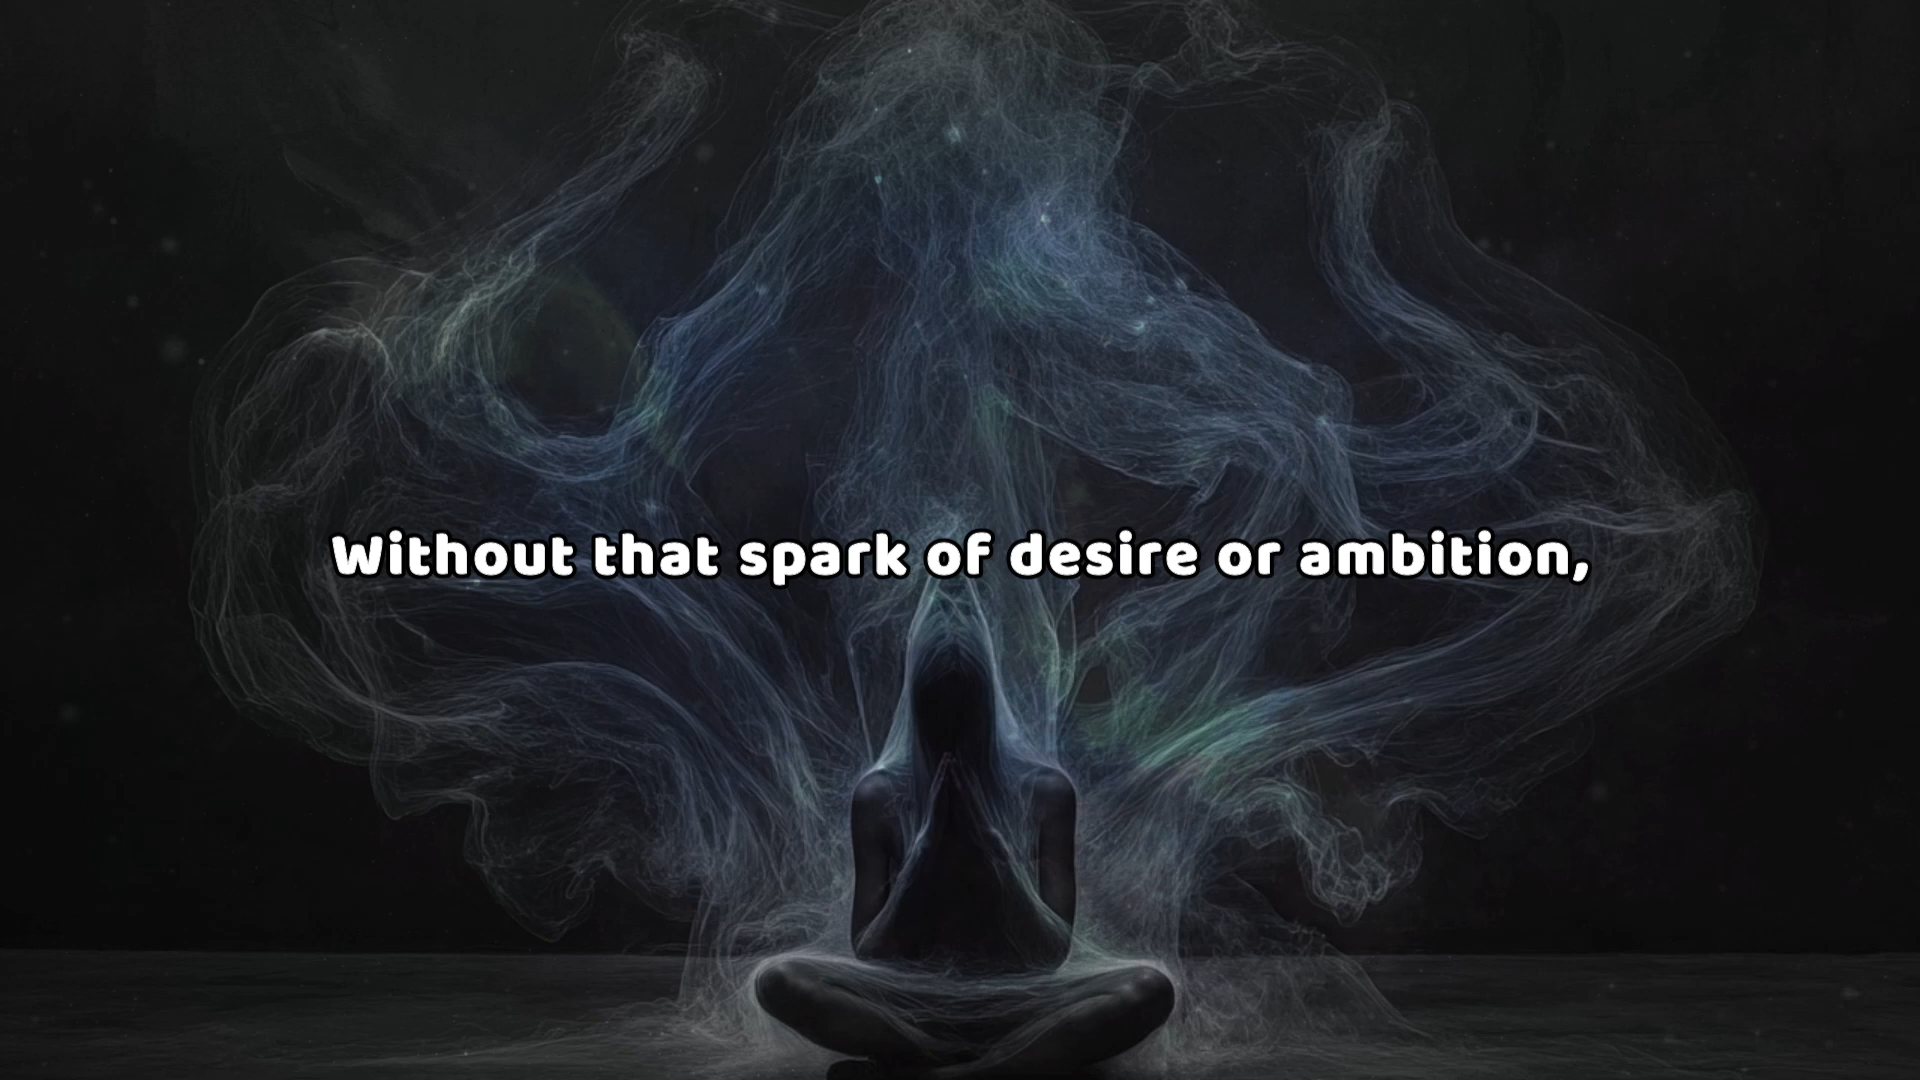 Without that spark of desire or ambition,